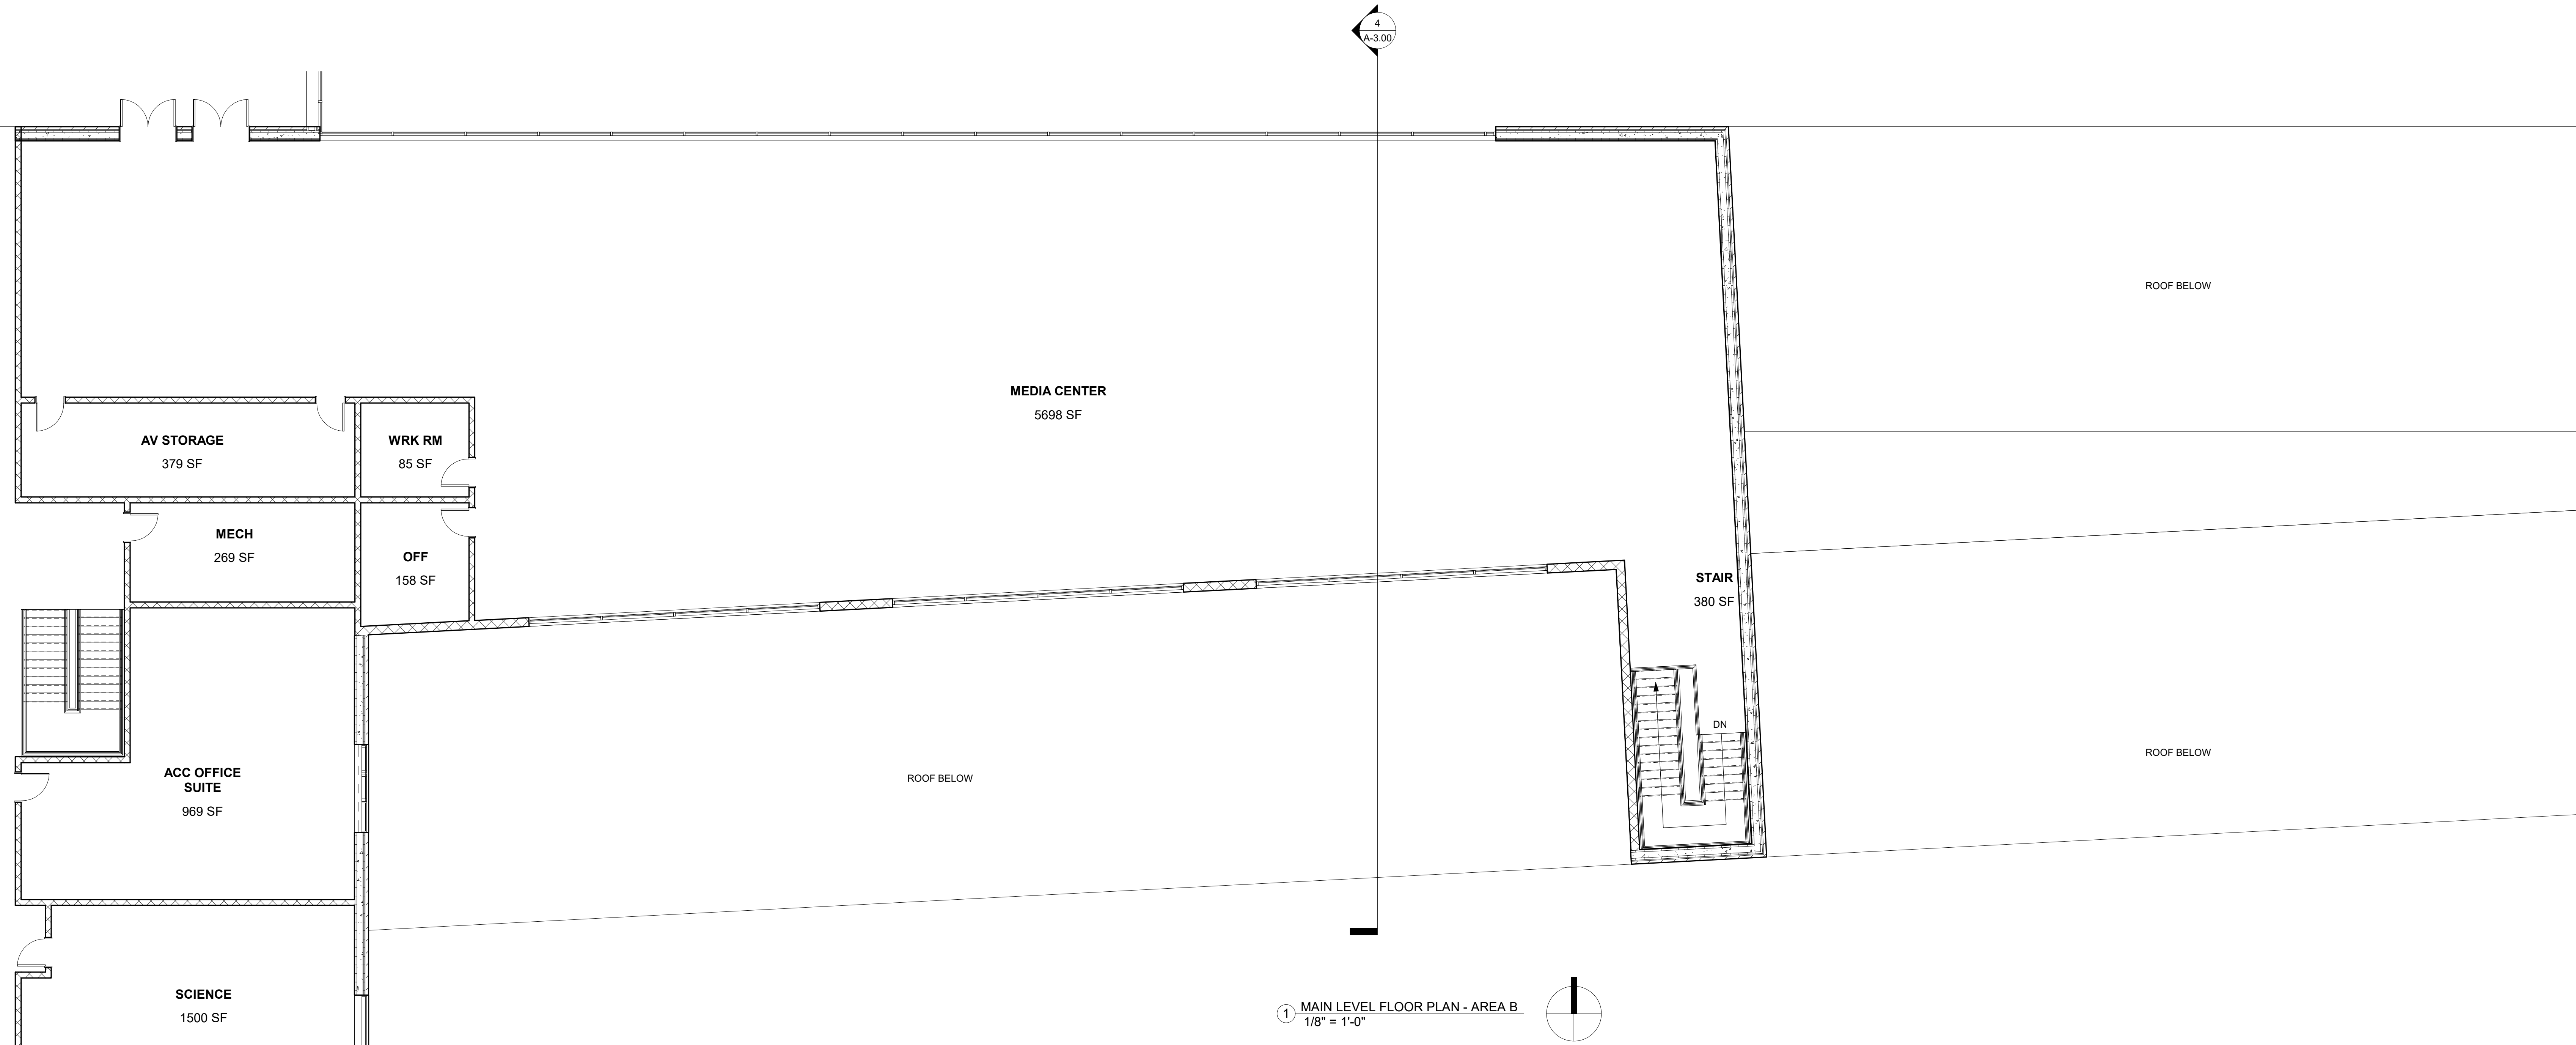 4
A-3.00
ROOF BELOW
MEDIA CENTER
5698 SF
AV STORAGE
379 SF
WRK RM
85 SF
MECH
269 SF
OFF
158 SF
STAIR
380 SF
DN
ROOF BELOW
ROOF BELOW
ACC OFFICE
SUITE
969 SF
SCIENCE
1500 SF
1
MAIN LEVEL FLOOR PLAN - AREA B
1/8" = 1'-0"